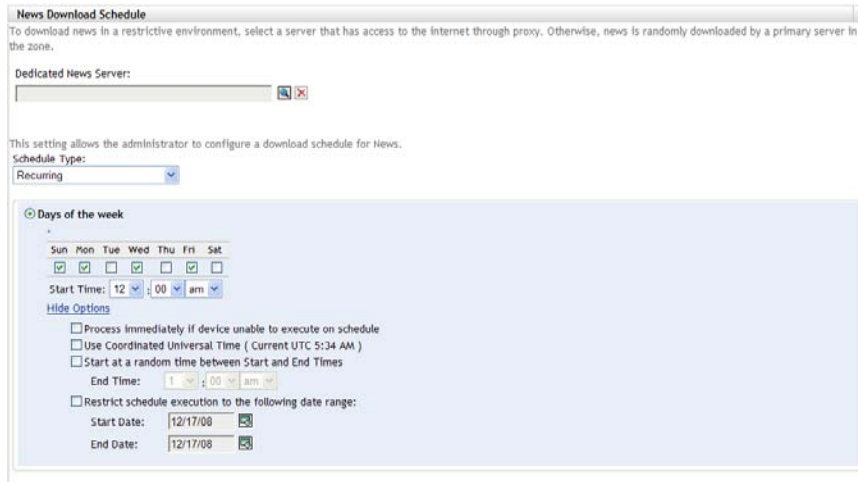 News Download Schedule
To download news in a restrictive environment, select a server that has access to the internet through proxy. Otherwise, news is randomly downloaded by a primary server in
the zone.
Dedicated News Server:
This setting allows the administrator to configure a download schedule for News.
Schedule Type:
Recurring
Days of the week
*
Sun Mon Tue Wed Thu Fri Sat
Start Time: 12 : 00 am
Hide Options
Process immediately if device unable to execute on schedule
Use Coordinated Universal Time ( Current UTC 5:34 AM )
Start at a random time between Start and End Times
End Time: 1 : 00 am
Restrict schedule execution to the following date range:
Start Date: 12/17/08
End Date: 12/17/08